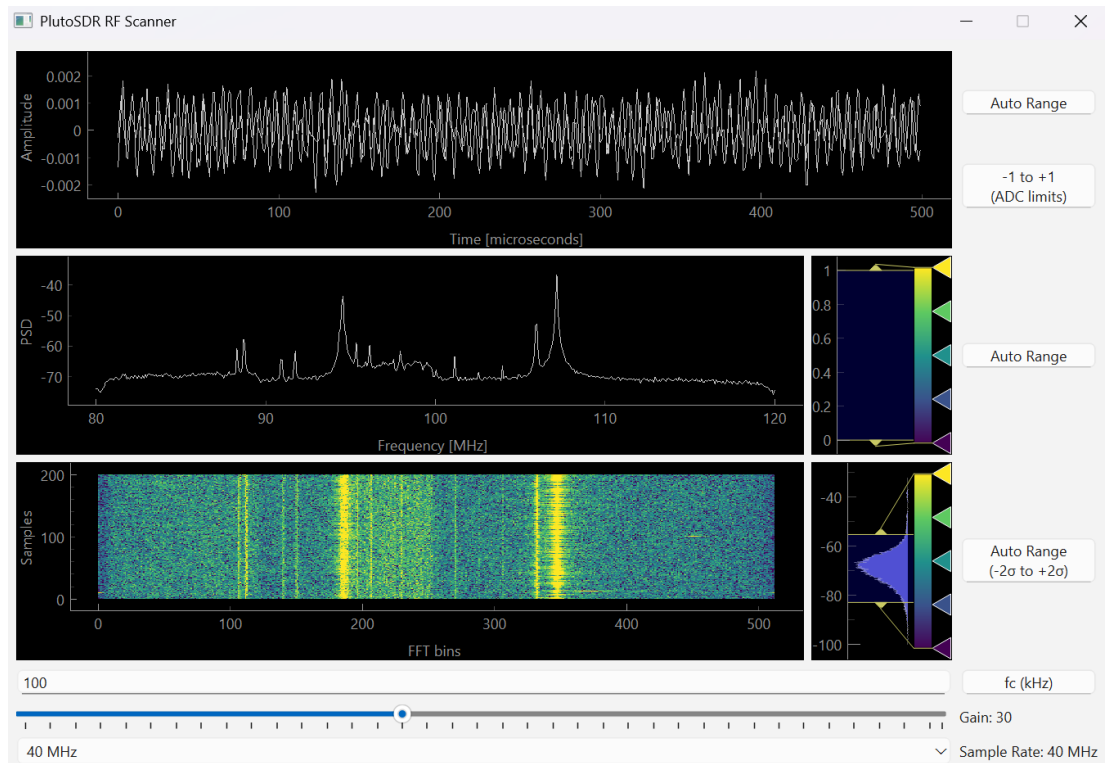 PlutoSDR RF Scanner
Amplitude
0.002
0.001
0
-0.001
-0.002
0 100 200 300 400 500
Time [microseconds]
Auto Range
-1 to +1
(ADC limits)
PSD
-40
-50
-60
-70
80 90 100 110 120
Frequency [MHz]
1
0.8
0.6
0.4
0.2
0
Auto Range
Samples
200
100
0
0 100 200 300 400 500
FFT bins
-40
-60
-80
-100
Auto Range
(-2σ to +2σ)
100
fc (kHz)
Gain: 30
40 MHz
Sample Rate: 40 MHz